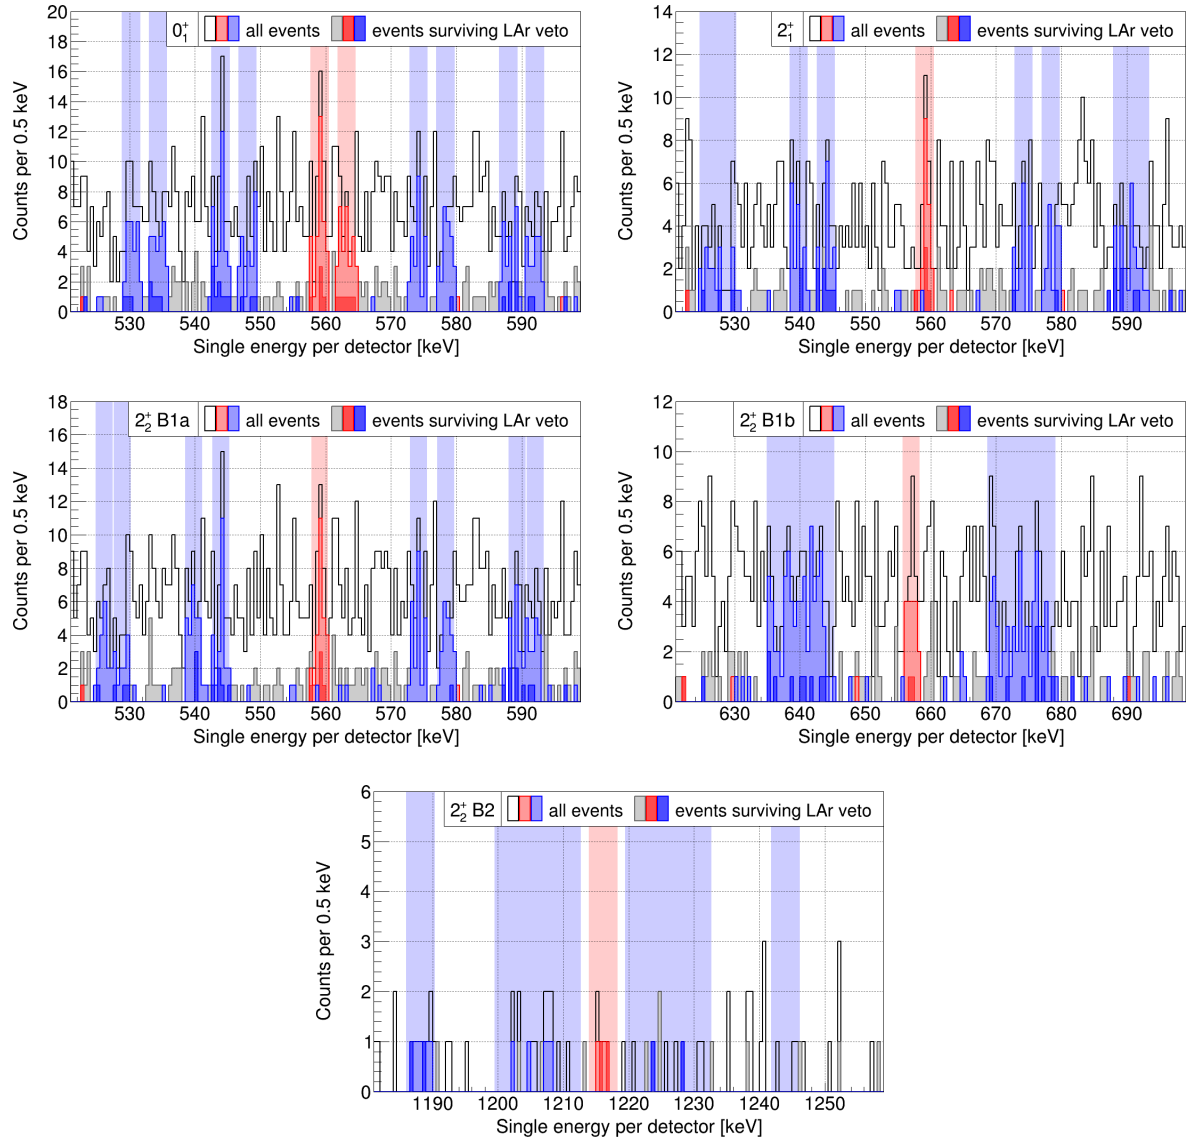 0⁺₁ all events events surviving LAr veto
Counts per 0.5 keV
20
18
16
14
12
10
8
6
4
2
0
530 540 550 560 570 580 590
Single energy per detector [keV]
2⁺₁ all events events surviving LAr veto
Counts per 0.5 keV
14
12
10
8
6
4
2
0
530 540 550 560 570 580 590
Single energy per detector [keV]
2⁺₂ B1a all events events surviving LAr veto
Counts per 0.5 keV
18
16
14
12
10
8
6
4
2
0
530 540 550 560 570 580 590
Single energy per detector [keV]
2⁺₂ B1b all events events surviving LAr veto
Counts per 0.5 keV
12
10
8
6
4
2
0
630 640 650 660 670 680 690
Single energy per detector [keV]
2⁺₂ B2 all events events surviving LAr veto
Counts per 0.5 keV
6
5
4
3
2
1
0
1190 1200 1210 1220 1230 1240 1250
Single energy per detector [keV]